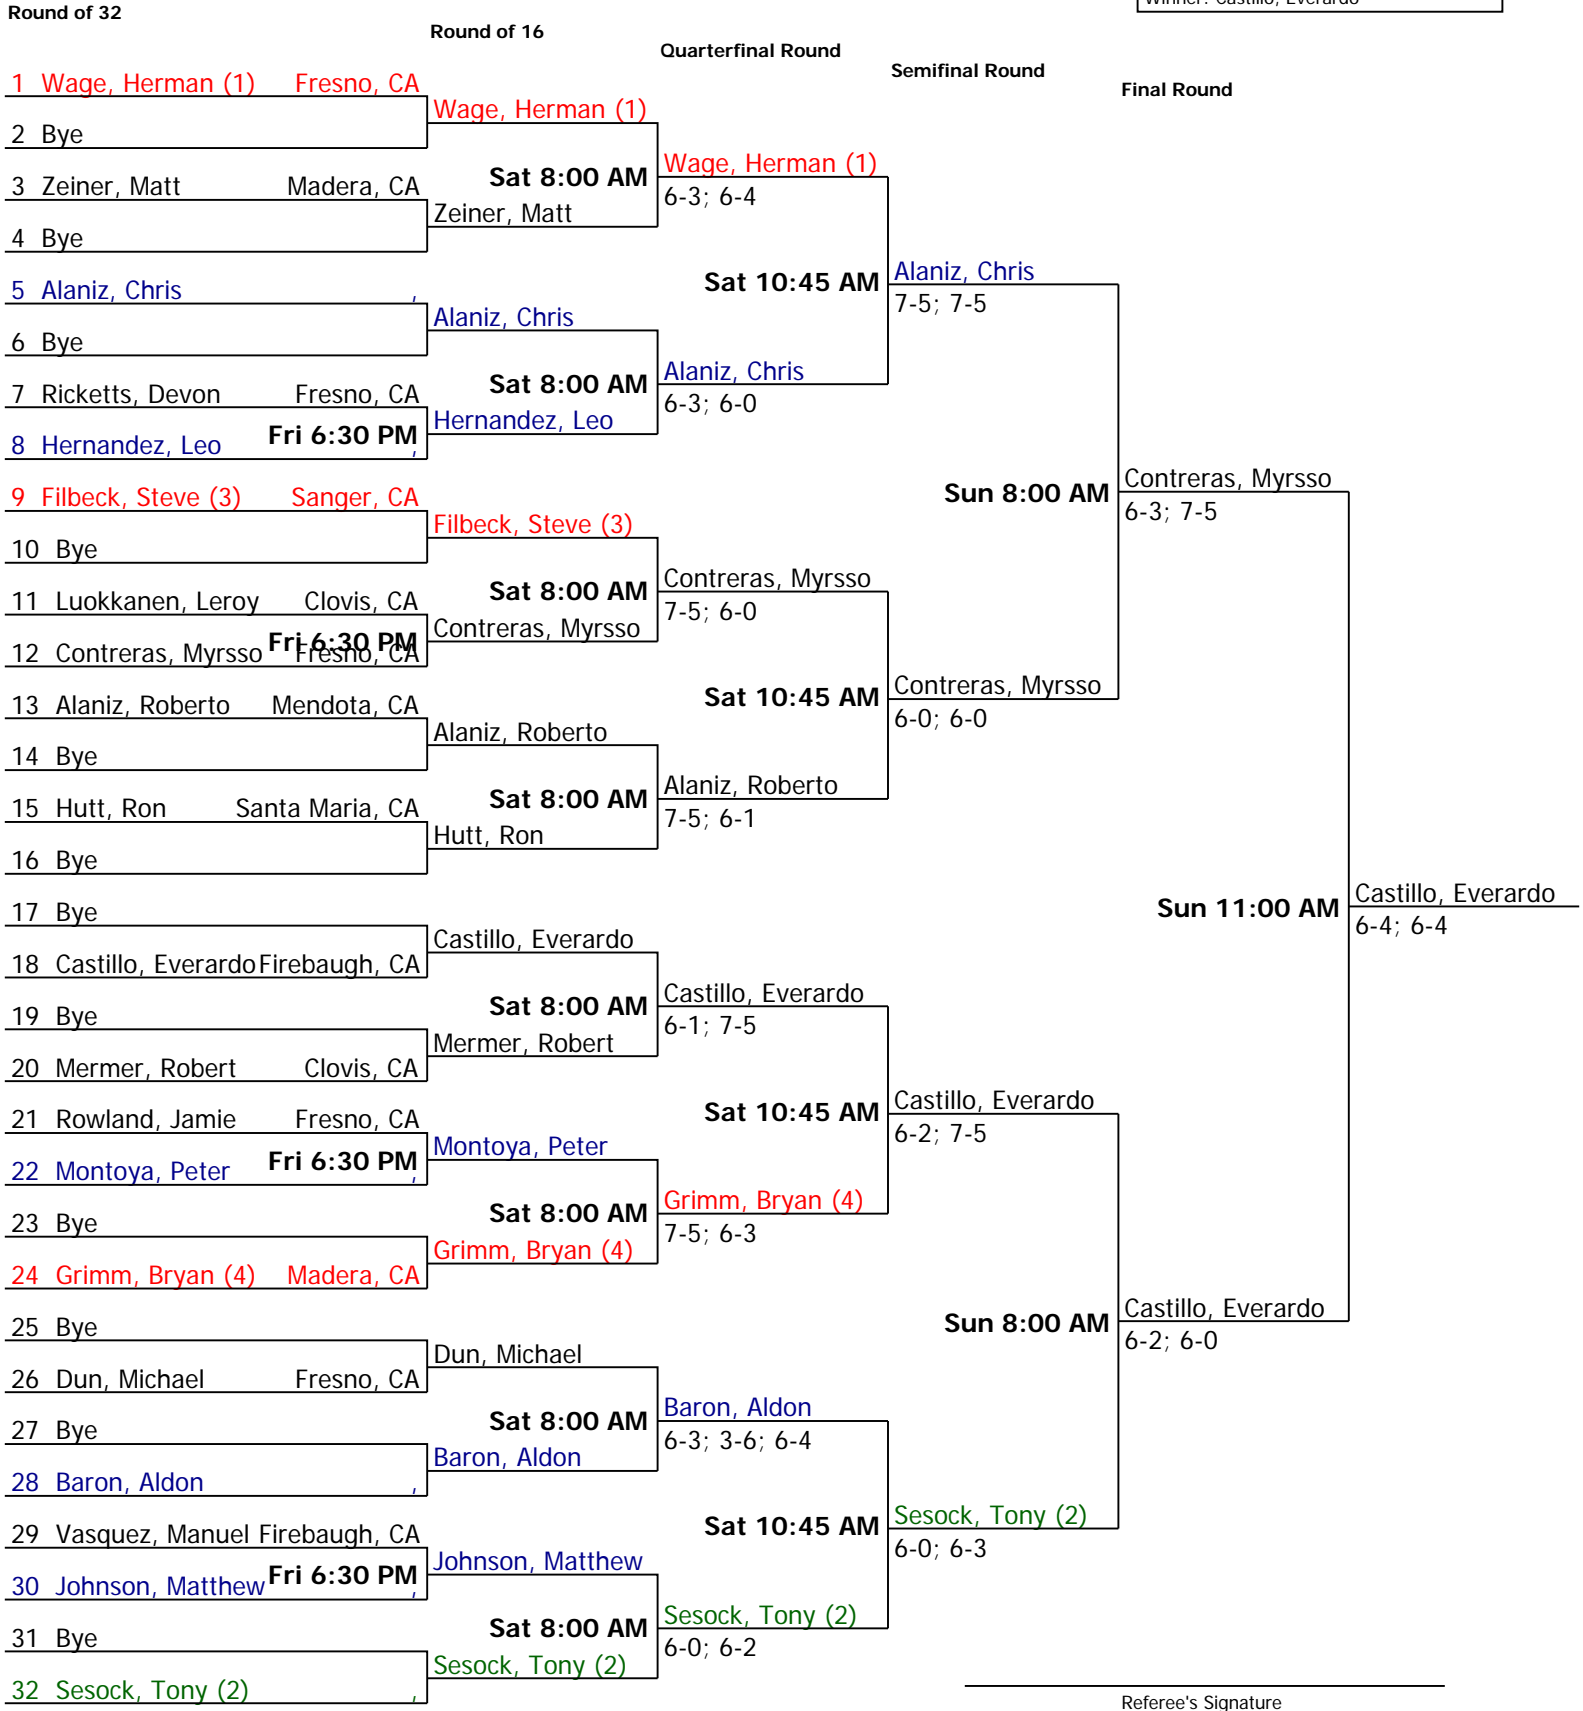 Winner: Castillo, Everardo
Round of 32
Round of 16
Quarterfinal Round
Semifinal Round
Final Round
1 Wage, Herman (1) Fresno, CA
2 Bye
3 Zeiner, Matt Madera, CA
4 Bye
5 Alaniz, Chris ,
6 Bye
7 Ricketts, Devon Fresno, CA
Fri 6:30 PM
8 Hernandez, Leo ,
9 Filbeck, Steve (3) Sanger, CA
10 Bye
11 Luokkanen, Leroy Clovis, CA
Fri 6:30 PM
12 Contreras, Myrsso Fresno, CA
13 Alaniz, Roberto Mendota, CA
14 Bye
15 Hutt, Ron Santa Maria, CA
16 Bye
17 Bye
18 Castillo, Everardo Firebaugh, CA
19 Bye
20 Mermer, Robert Clovis, CA
21 Rowland, Jamie Fresno, CA
Fri 6:30 PM
22 Montoya, Peter ,
23 Bye
24 Grimm, Bryan (4) Madera, CA
25 Bye
26 Dun, Michael Fresno, CA
27 Bye
28 Baron, Aldon ,
29 Vasquez, Manuel Firebaugh, CA
Fri 6:30 PM
30 Johnson, Matthew ,
31 Bye
32 Sesock, Tony (2) ,
Wage, Herman (1)
Sat 8:00 AM
Zeiner, Matt
Alaniz, Chris
Sat 8:00 AM
Hernandez, Leo
Filbeck, Steve (3)
Sat 8:00 AM
Contreras, Myrsso
Alaniz, Roberto
Sat 8:00 AM
Hutt, Ron
Castillo, Everardo
Sat 8:00 AM
Mermer, Robert
Montoya, Peter
Sat 8:00 AM
Grimm, Bryan (4)
Dun, Michael
Sat 8:00 AM
Baron, Aldon
Johnson, Matthew
Sat 8:00 AM
Sesock, Tony (2)
Wage, Herman (1)
6-3; 6-4
Sat 10:45 AM
Alaniz, Chris
6-3; 6-0
Contreras, Myrsso
7-5; 6-0
Sat 10:45 AM
Alaniz, Roberto
7-5; 6-1
Castillo, Everardo
6-1; 7-5
Sat 10:45 AM
Grimm, Bryan (4)
7-5; 6-3
Baron, Aldon
6-3; 3-6; 6-4
Sat 10:45 AM
Sesock, Tony (2)
6-0; 6-2
Alaniz, Chris
7-5; 7-5
Sun 8:00 AM
Contreras, Myrsso
6-0; 6-0
Castillo, Everardo
6-2; 7-5
Sun 8:00 AM
Sesock, Tony (2)
6-0; 6-3
Contreras, Myrsso
6-3; 7-5
Sun 11:00 AM
Castillo, Everardo
6-2; 6-0
Castillo, Everardo
6-4; 6-4
Referee's Signature